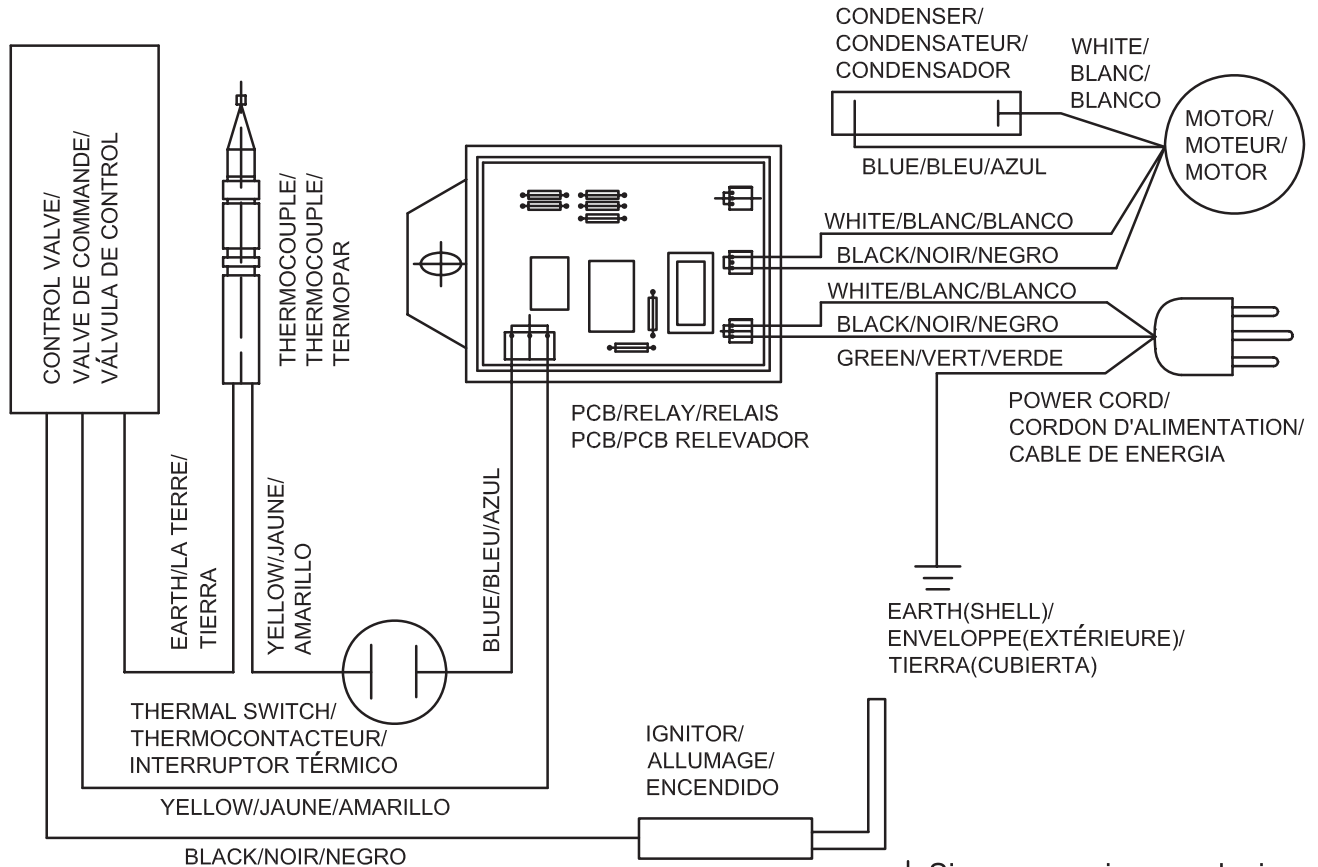 CONDENSER/
CONDENSATEUR/
CONDENSADOR
WHITE/
BLANC/
BLANCO
MOTOR/
MOTEUR/
MOTOR
BLUE/BLEU/AZUL
CONTROL VALVE/
VALVE DE COMMANDE/
VÁLVULA DE CONTROL
THERMOCOUPLE/
THERMOCOUPLE/
TERMOPAR
WHITE/BLANC/BLANCO
BLACK/NOIR/NEGRO
WHITE/BLANC/BLANCO
BLACK/NOIR/NEGRO
GREEN/VERT/VERDE
PCB/RELAY/RELAIS
PCB/PCB RELEVADOR
POWER CORD/
CORDON D'ALIMENTATION/
CABLE DE ENERGIA
EARTH/LA TERRE/
TIERRA
YELLOW/JAUNE/
AMARILLO
BLUE/BLEU/AZUL
EARTH(SHELL)/
ENVELOPPE(EXTÉRIEURE)/
TIERRA(CUBIERTA)
THERMAL SWITCH/
THERMOCONTACTEUR/
INTERRUPTOR TÉRMICO
IGNITOR/
ALLUMAGE/
ENCENDIDO
YELLOW/JAUNE/AMARILLO
BLACK/NOIR/NEGRO